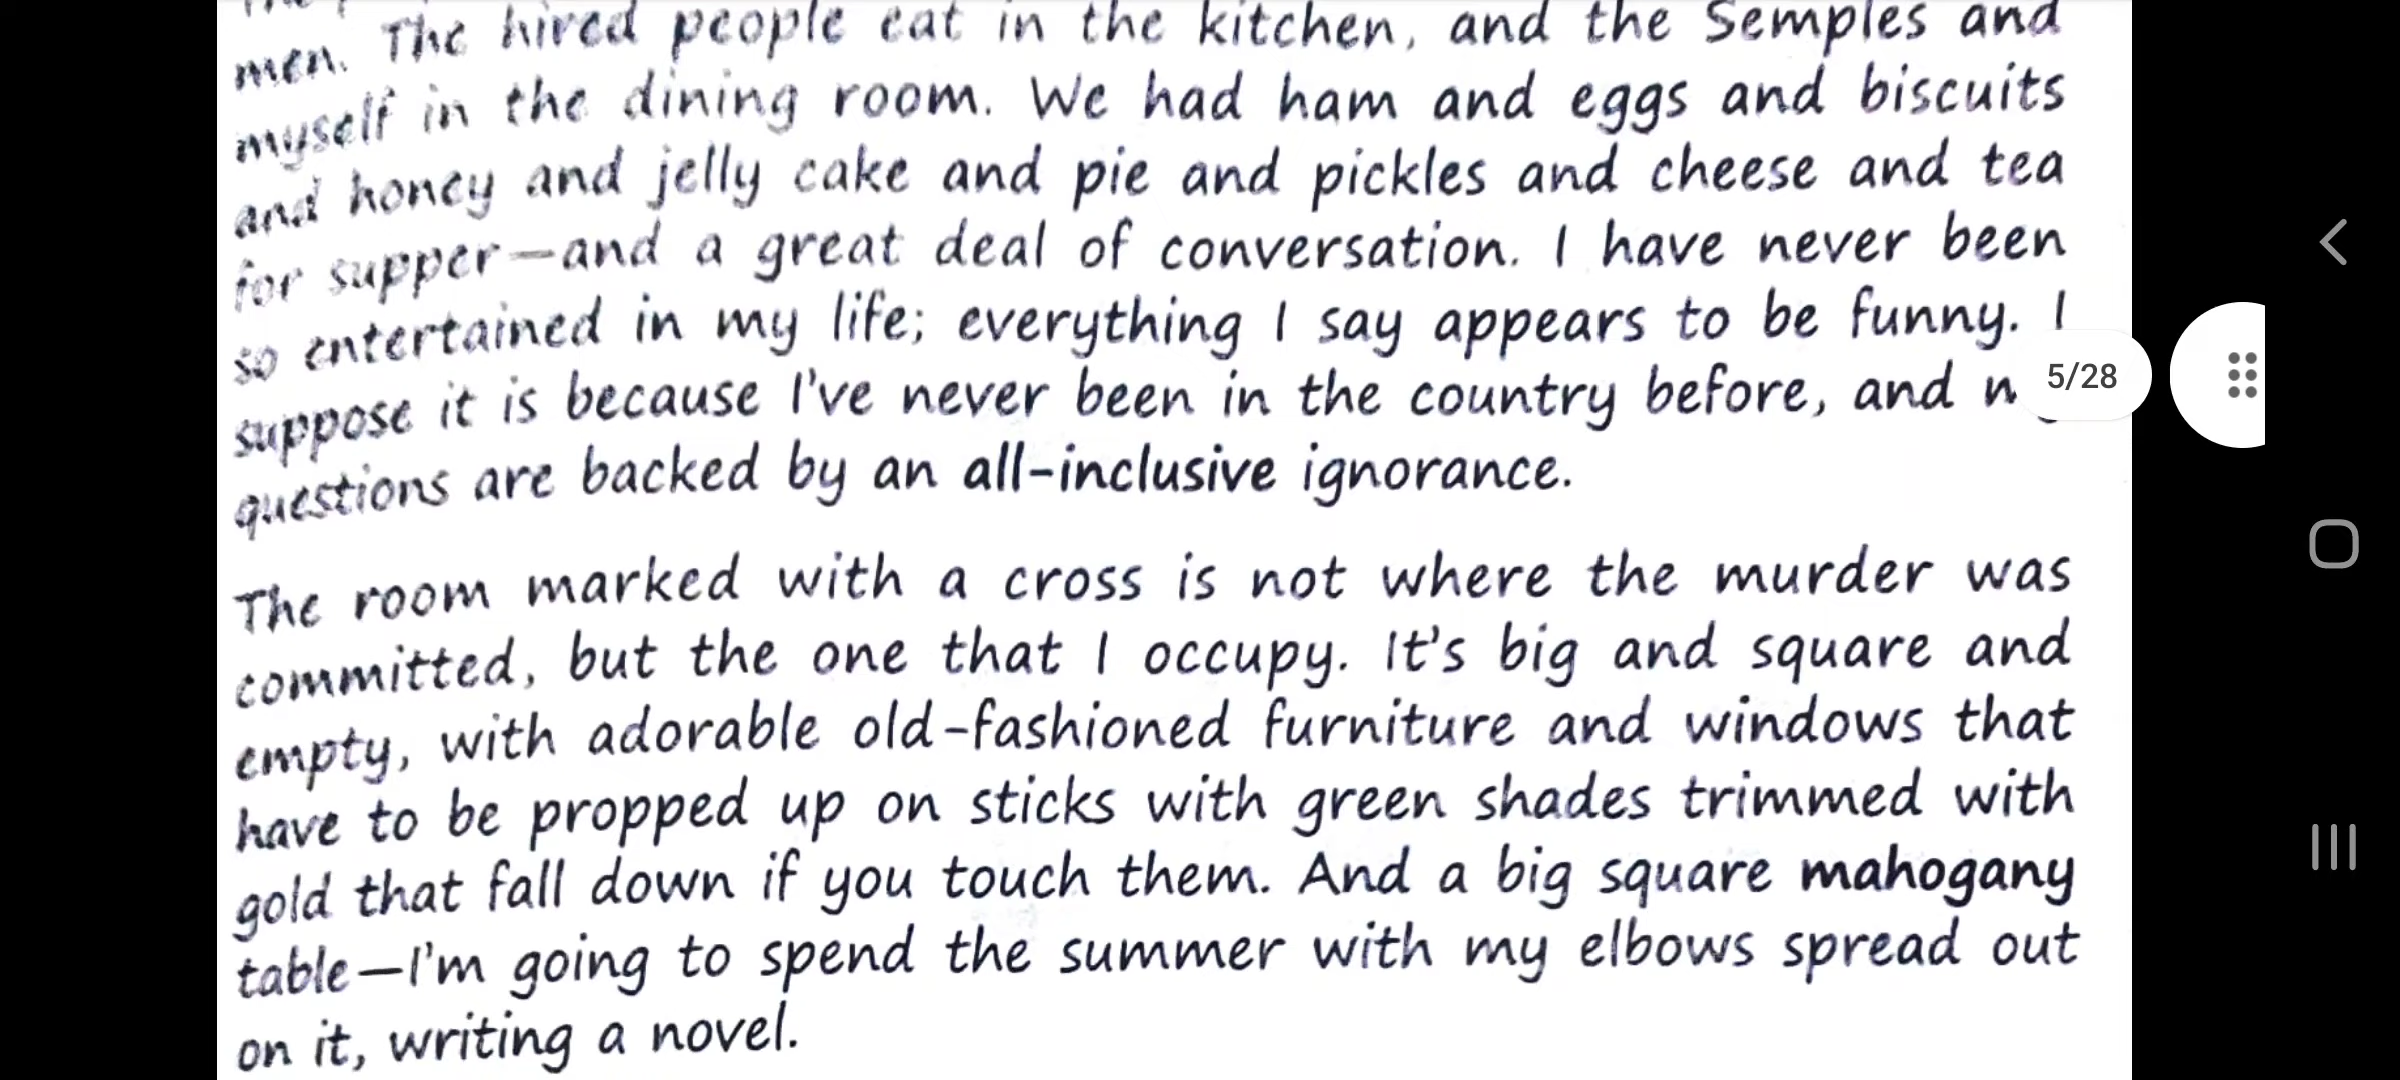 men. The hired people eat in the kitchen, and the Semples and
myself in the dining room. We had ham and eggs and biscuits
and honey and jelly cake and pie and pickles and cheese and tea
for supper—and a great deal of conversation. I have never been
so entertained in my life; everything I say appears to be funny. I
suppose it is because I've never been in the country before, and
5/28
questions are backed by an all-inclusive ignorance.
The room marked with a cross is not where the murder was
committed, but the one that I occupy. It's big and square and
empty, with adorable old-fashioned furniture and windows that
have to be propped up on sticks with green shades trimmed with
gold that fall down if you touch them. And a big square mahogany
table—I'm going to spend the summer with my elbows spread out
on it, writing a novel.